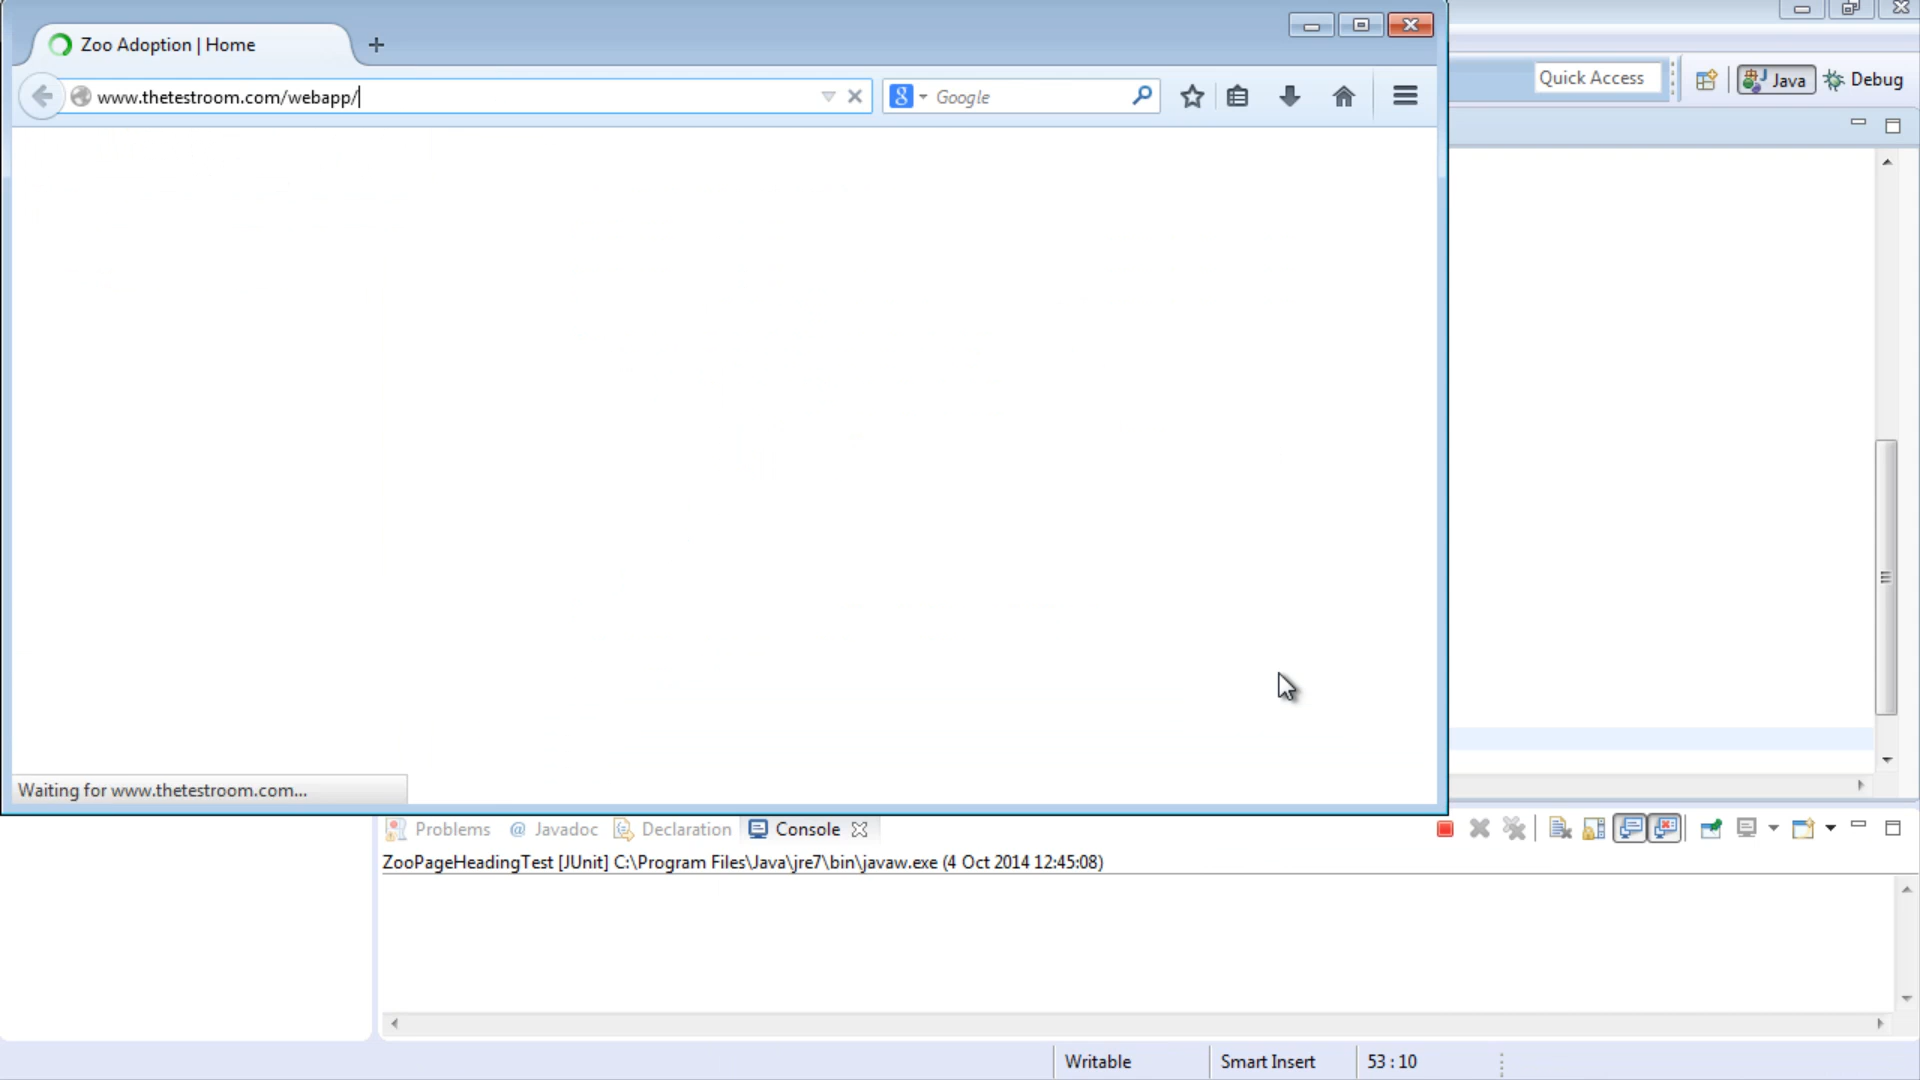 Zoo Adoption | Home
www.thetestroom.com/webapp/
Google
Quick Access
Java
Debug
Waiting for www.thetestroom.com...
Problems
@ Javadoc
Declaration
Console
ZooPageHeadingTest [JUnit] C:\Program Files\Java\jre7\bin\javaw.exe (4 Oct 2014 12:45:08)
Writable
Smart Insert
53 : 10